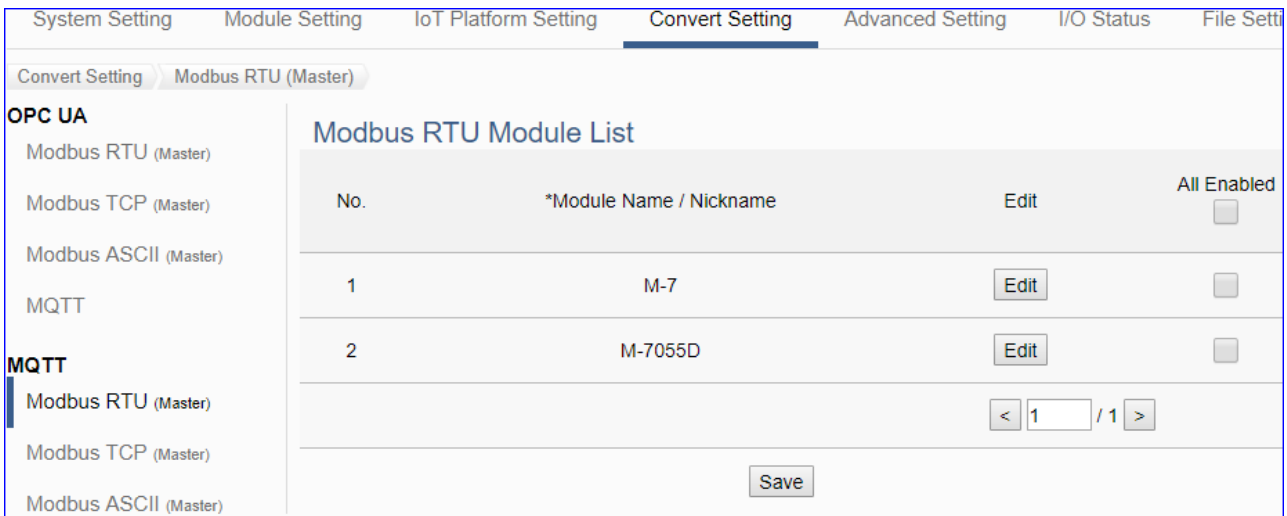 System Setting Module Setting IoT Platform Setting Convert Setting Advanced Setting I/O Status File Setti
Convert Setting Modbus RTU (Master)
OPC UA
Modbus RTU (Master)
Modbus TCP (Master)
Modbus ASCII (Master)
MQTT
MQTT
Modbus RTU (Master)
Modbus TCP (Master)
Modbus ASCII (Master)
Modbus RTU Module List
No. *Module Name / Nickname Edit All Enabled
1 M-7 Edit
2 M-7055D Edit
< 1 / 1 >
Save